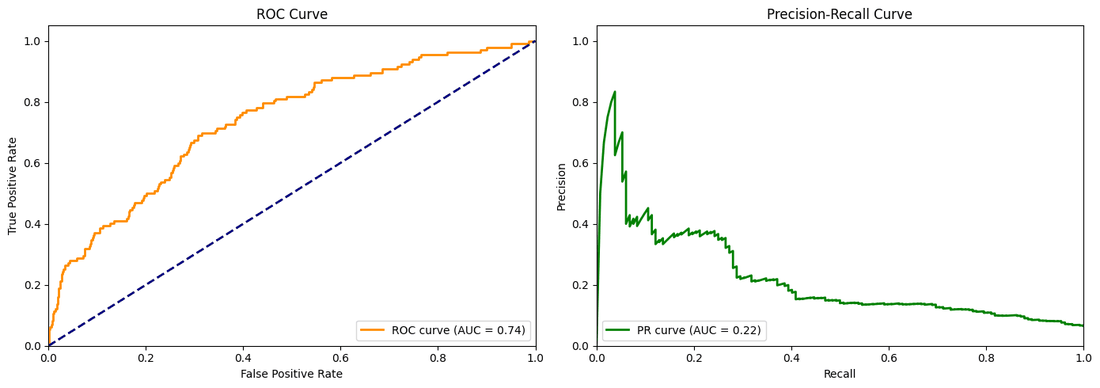 ROC Curve
True Positive Rate
1.0
0.8
0.6
0.4
0.2
0.0
0.0 0.2 0.4 0.6 0.8 1.0
False Positive Rate
ROC curve (AUC = 0.74)
Precision-Recall Curve
Precision
1.0
0.8
0.6
0.4
0.2
0.0
0.0 0.2 0.4 0.6 0.8 1.0
Recall
PR curve (AUC = 0.22)